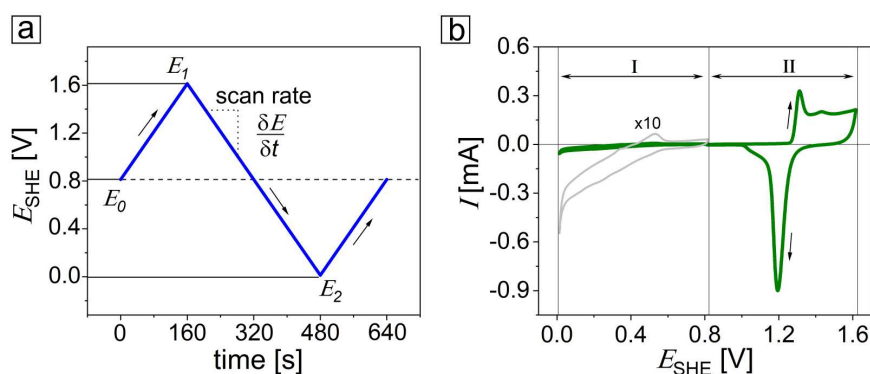 a
E_SHE [V]
1.6
1.2
0.8
0.4
0.0
E_1
scan rate
δE
δt
E_0
E_2
0 160 320 480 640
time [s]
b
I [mA]
0.6
0.3
0.0
-0.3
-0.6
-0.9
I II
x10
0.0 0.4 0.8 1.2 1.6
E_SHE [V]